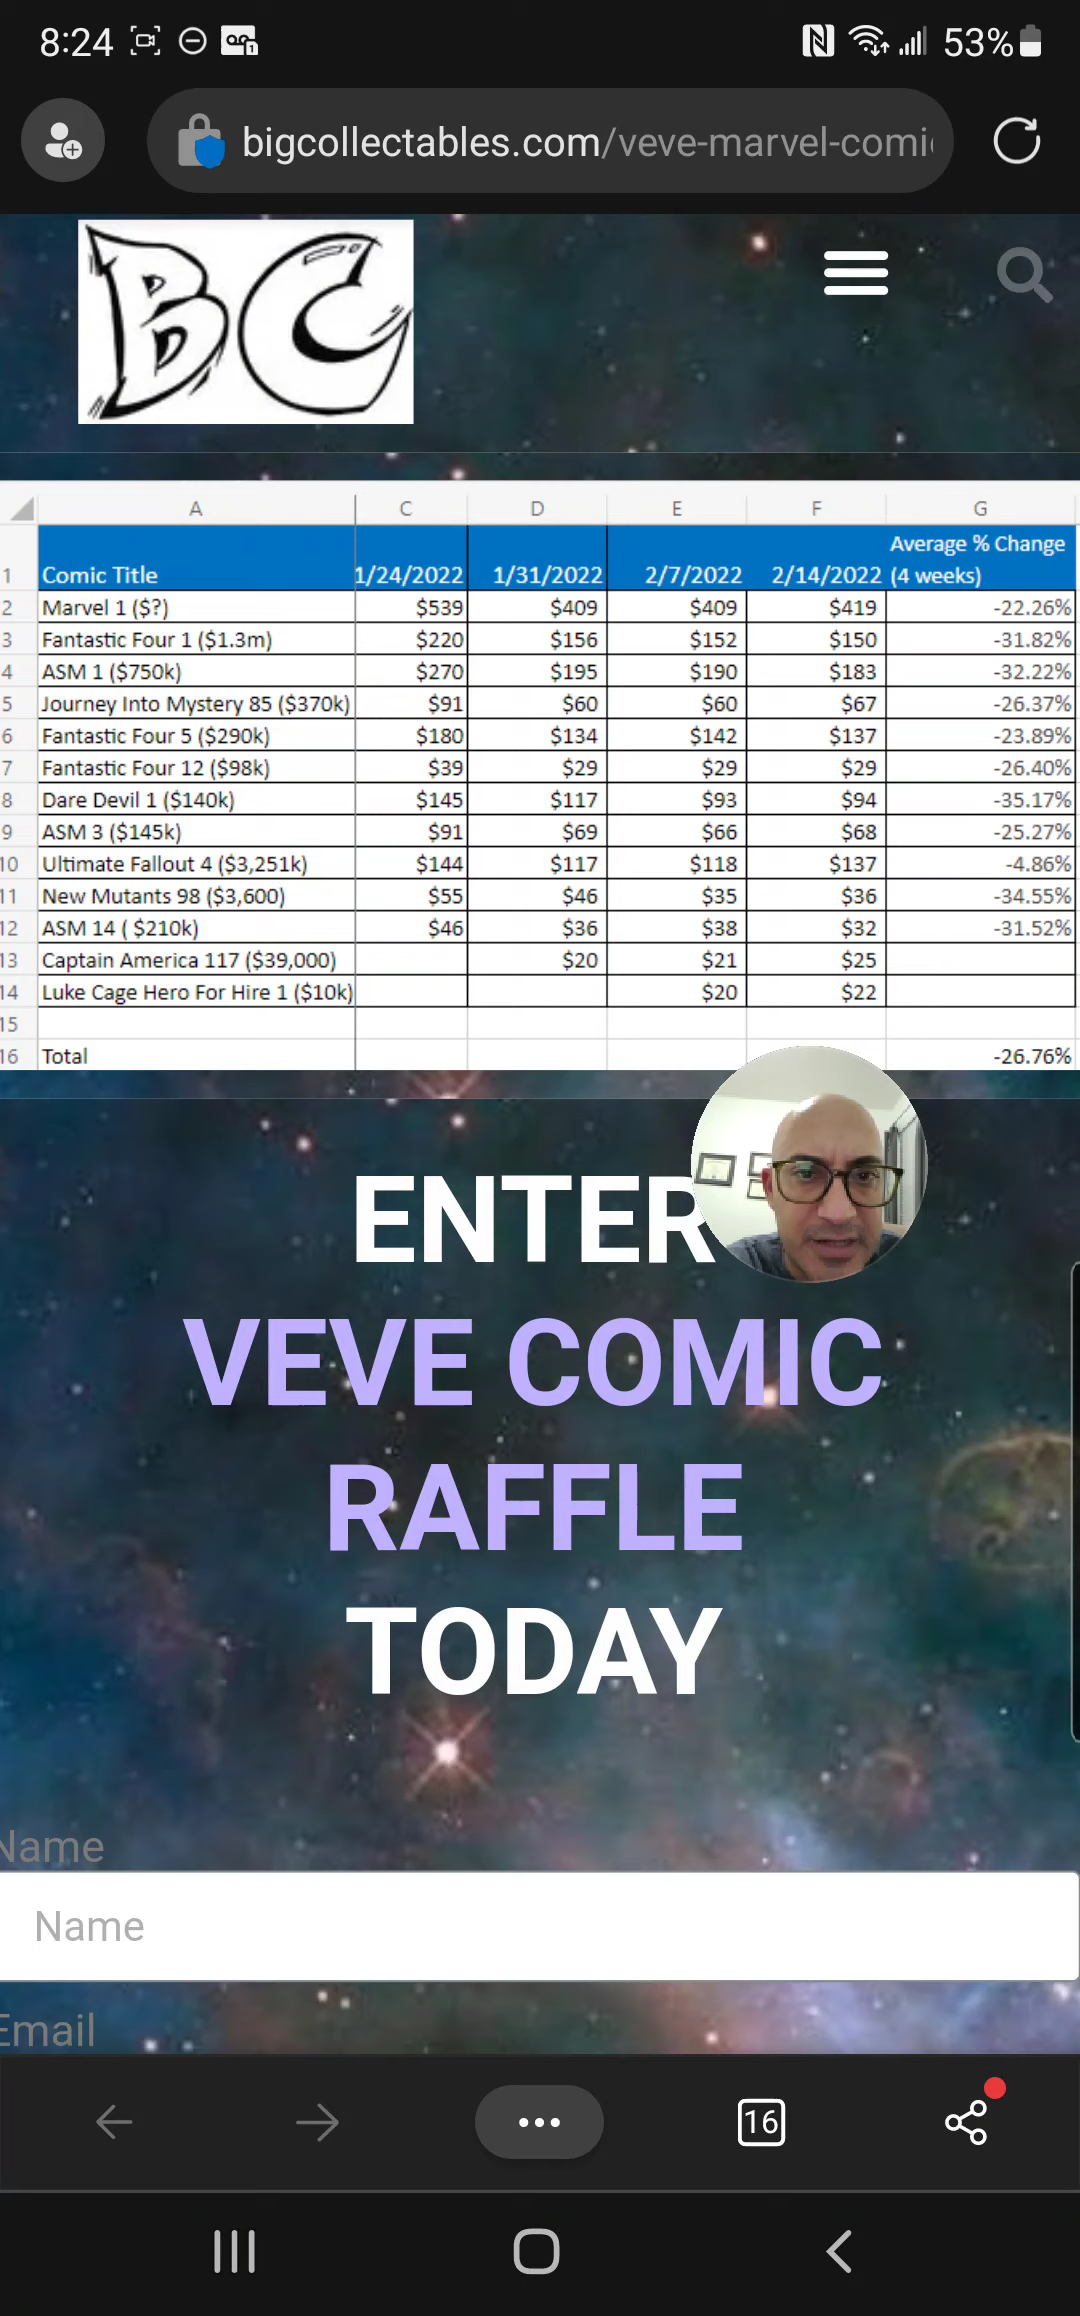 8:24 53%
bigcollectables.com/veve-marvel-comi
BC
A C D E F G
1 Comic Title 1/24/2022 1/31/2022 2/7/2022 2/14/2022 Average % Change (4 weeks)
2 Marvel 1 ($?) $539 $409 $409 $419 -22.26%
3 Fantastic Four 1 ($1.3m) $220 $156 $152 $150 -31.82%
4 ASM 1 ($750k) $270 $195 $190 $183 -32.22%
5 Journey Into Mystery 85 ($370k) $91 $60 $60 $67 -26.37%
6 Fantastic Four 5 ($290k) $180 $134 $142 $137 -23.89%
7 Fantastic Four 12 ($98k) $39 $29 $29 $29 -26.40%
8 Dare Devil 1 ($140k) $145 $117 $93 $94 -35.17%
9 ASM 3 ($145k) $91 $69 $66 $68 -25.27%
10 Ultimate Fallout 4 ($3,251k) $144 $117 $118 $137 -4.86%
11 New Mutants 98 ($3,600) $55 $46 $35 $36 -34.55%
12 ASM 14 ( $210k) $46 $36 $38 $32 -31.52%
13 Captain America 117 ($39,000) $20 $21 $25
14 Luke Cage Hero For Hire 1 ($10k) $20 $22
15
16 Total -26.76%
ENTER
VEVE COMIC
RAFFLE
TODAY
Name
Name
Email
16